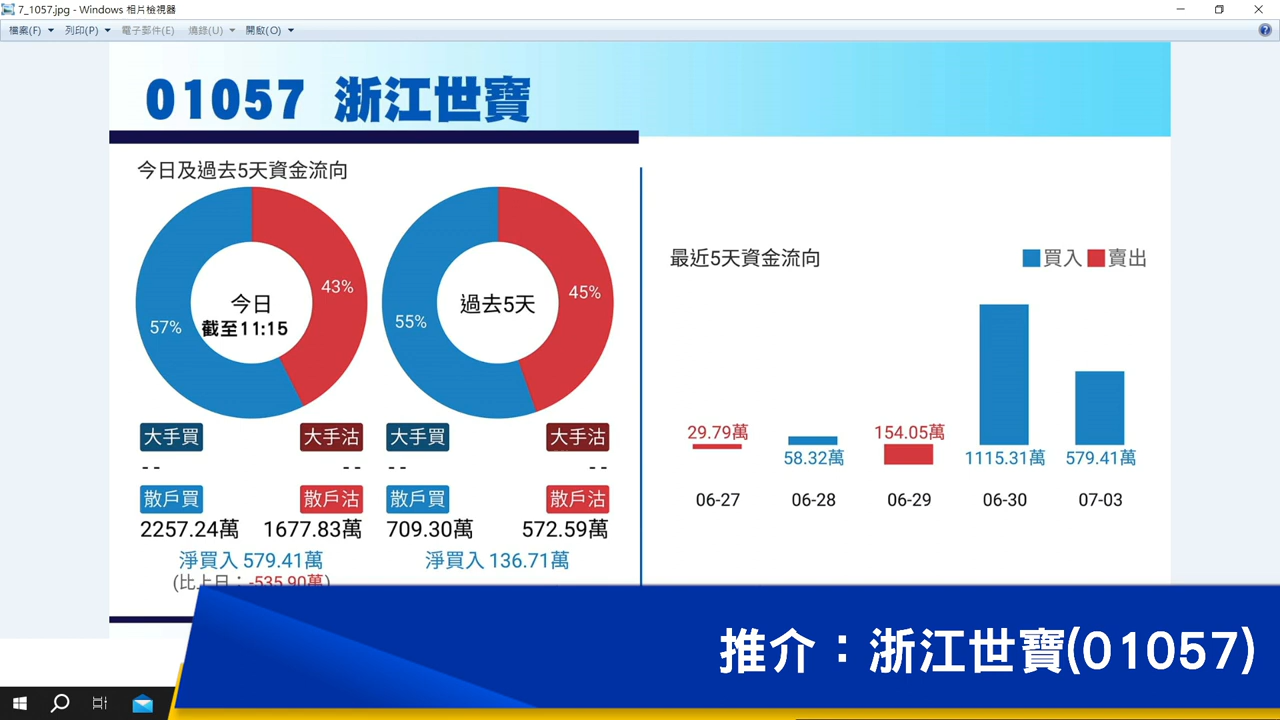 7_1057.jpg - Windows 相片檢視器
檔案(F) 列印(P) 電子郵件(E) 燒錄(U) 開啟(O)
01057 浙江世寶
今日及過去5天資金流向
43%
57%
今日
截至11:15
45%
55%
過去5天
大手買 大手沽 大手買 大手沽
-- -- -- --
散戶買 散戶沽 散戶買 散戶沽
2257.24萬 1677.83萬 709.30萬 572.59萬
淨買入 579.41萬 淨買入 136.71萬
(比上日：-535.90萬)
最近5天資金流向
買入 賣出
29.79萬 58.32萬 154.05萬 1115.31萬 579.41萬
06-27 06-28 06-29 06-30 07-03
推介：浙江世寶(01057)